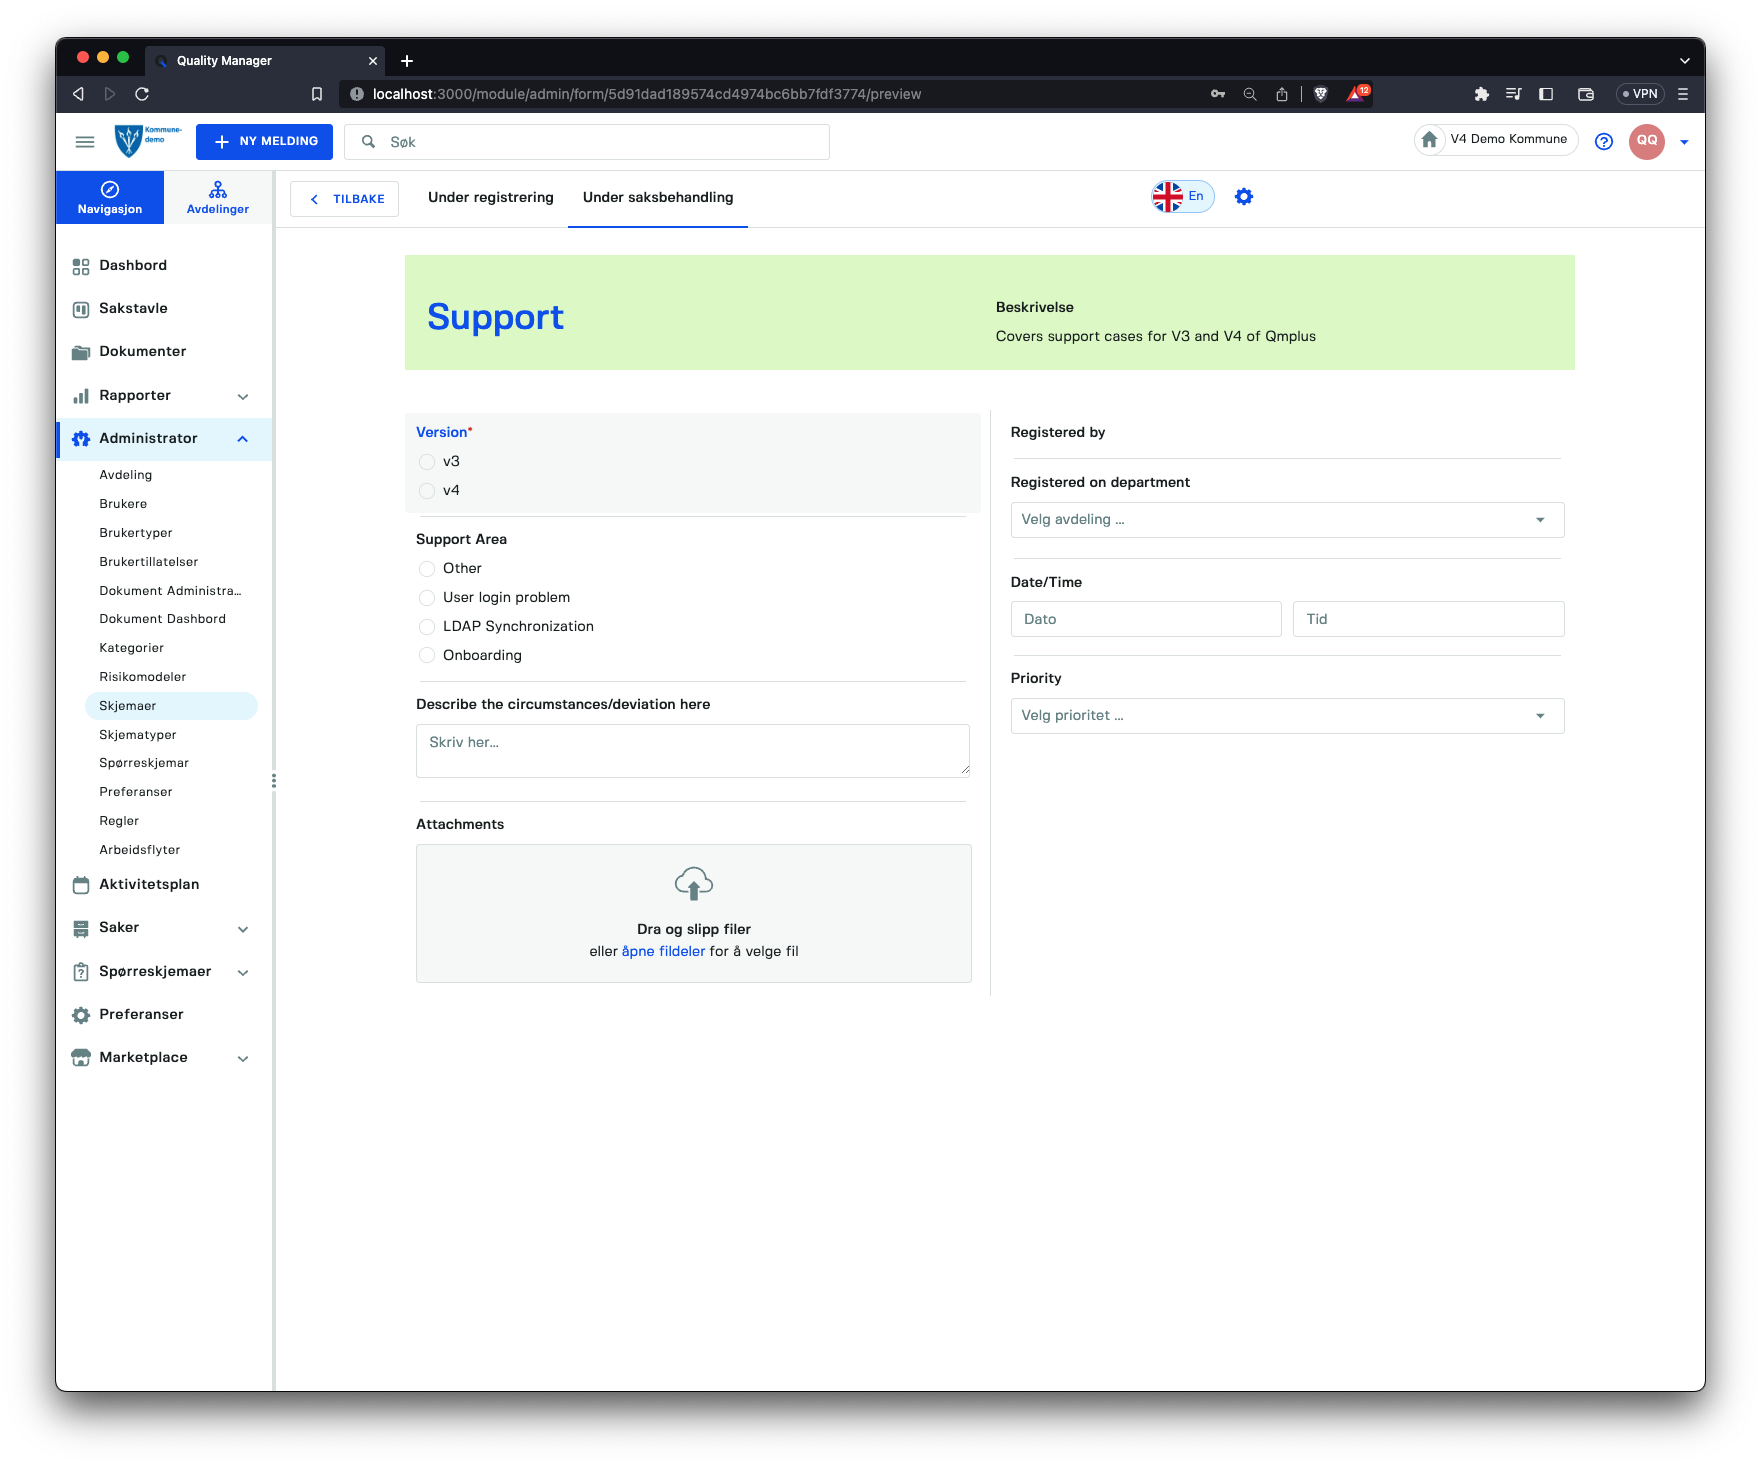 Quality Manager
localhost:3000/module/admin/form/5d91dad189574cd4974bc6bb7fdf3774/preview
12
VPN
Kommune-
demo
NY MELDING
Søk
V4 Demo Kommune
QQ
Navigasjon
Avdelinger
TILBAKE
Under registrering
Under saksbehandling
En
Dashbord
Sakstavle
Dokumenter
Rapporter
Administrator
Avdeling
Brukere
Brukertyper
Brukertillatelser
Dokument Administra...
Dokument Dashbord
Kategorier
Risikomodeler
Skjemaer
Skjematyper
Spørreskjemar
Preferanser
Regler
Arbeidsflyter
Aktivitetsplan
Saker
Spørreskjemaer
Preferanser
Marketplace
Support
Beskrivelse
Covers support cases for V3 and V4 of Qmplus
Version*
v3
v4
Support Area
Other
User login problem
LDAP Synchronization
Onboarding
Describe the circumstances/deviation here
Skriv her...
Attachments
Dra og slipp filer
eller åpne fildeler for å velge fil
Registered by
Registered on department
Velg avdeling ...
Date/Time
Dato
Tid
Priority
Velg prioritet ...